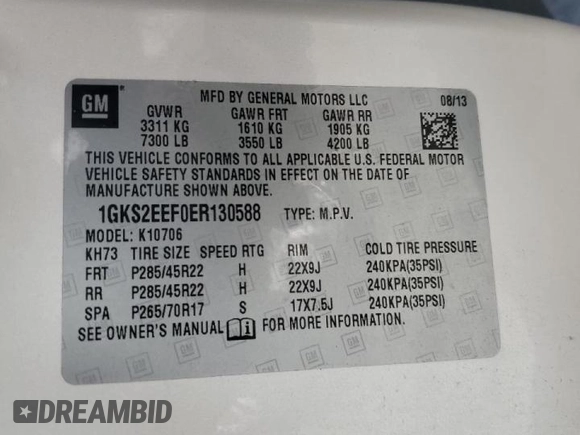 GM
MFD BY GENERAL MOTORS LLC 08/13
GVWR GAWR FRT GAWR RR
3311 KG 1610 KG 1905 KG
7300 LB 3550 LB 4200 LB
THIS VEHICLE CONFORMS TO ALL APPLICABLE U.S. FEDERAL MOTOR
VEHICLE SAFETY STANDARDS IN EFFECT ON THE DATE OF
MANUFACTURE SHOWN ABOVE.
1GKS2EEF0ER130588 TYPE: M.P.V.
MODEL: K10706
KH73 TIRE SIZE SPEED RTG RIM COLD TIRE PRESSURE
FRT P285/45R22 H 22X9J 240KPA(35PSI)
RR P285/45R22 H 22X9J 240KPA(35PSI)
SPA P265/70R17 S 17X7.5J 240KPA(35PSI)
SEE OWNER'S MANUAL FOR MORE INFORMATION.
DREAMBID